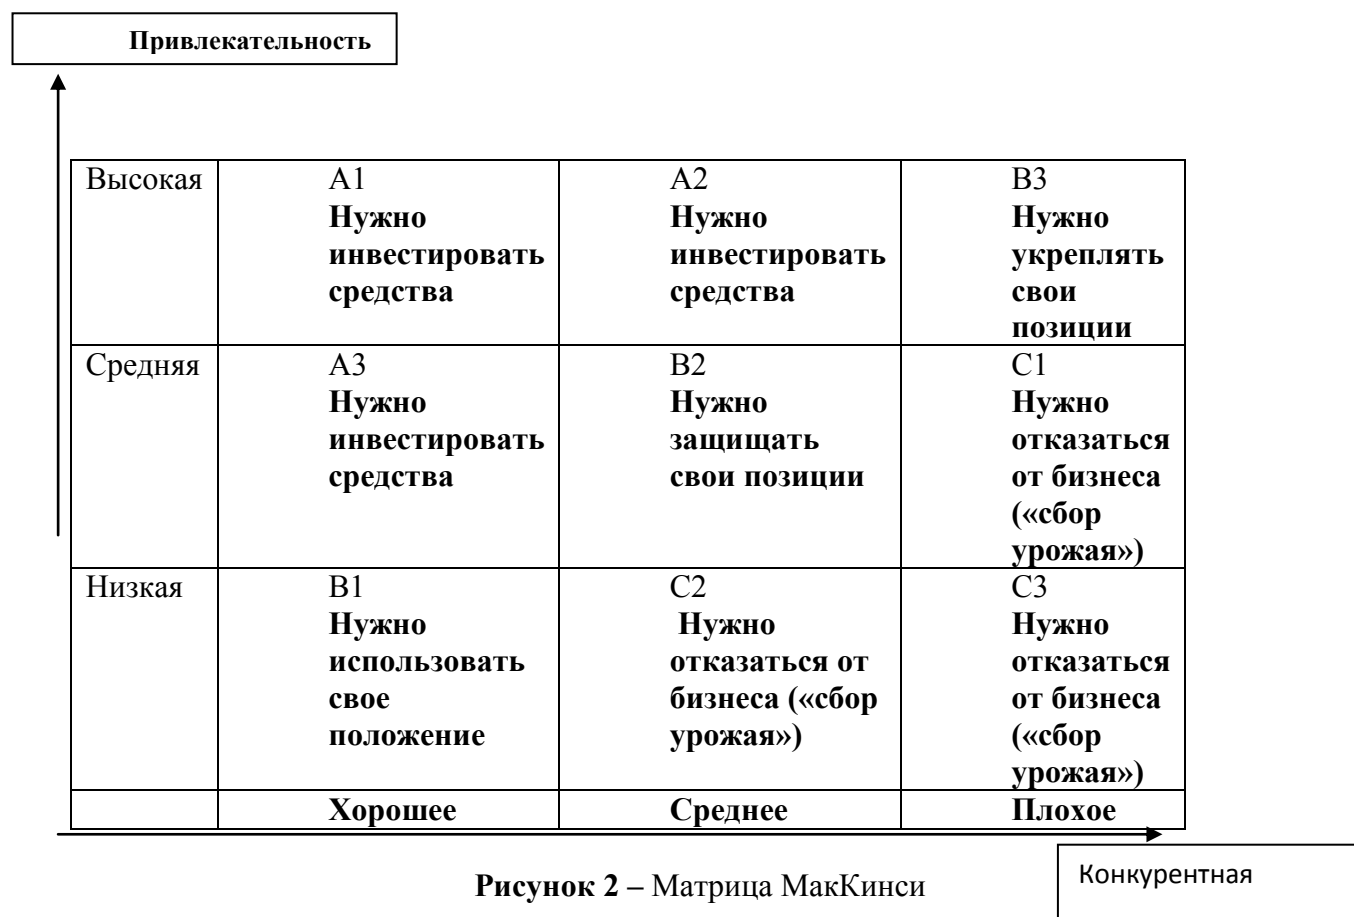 Привлекательность
Высокая
A1
Нужно
инвестировать
средства
A2
Нужно
инвестировать
средства
B3
Нужно
укреплять
свои
позиции
Средняя
A3
Нужно
инвестировать
средства
B2
Нужно
защищать
свои позиции
C1
Нужно
отказаться
от бизнеса
(«сбор
урожая»)
Низкая
B1
Нужно
использовать
свое
положение
C2
Нужно
отказаться от
бизнеса («сбор
урожая»)
C3
Нужно
отказаться
от бизнеса
(«сбор
урожая»)
Хорошее
Среднее
Плохое
Рисунок 2 – Матрица МакКинси
Конкурентная